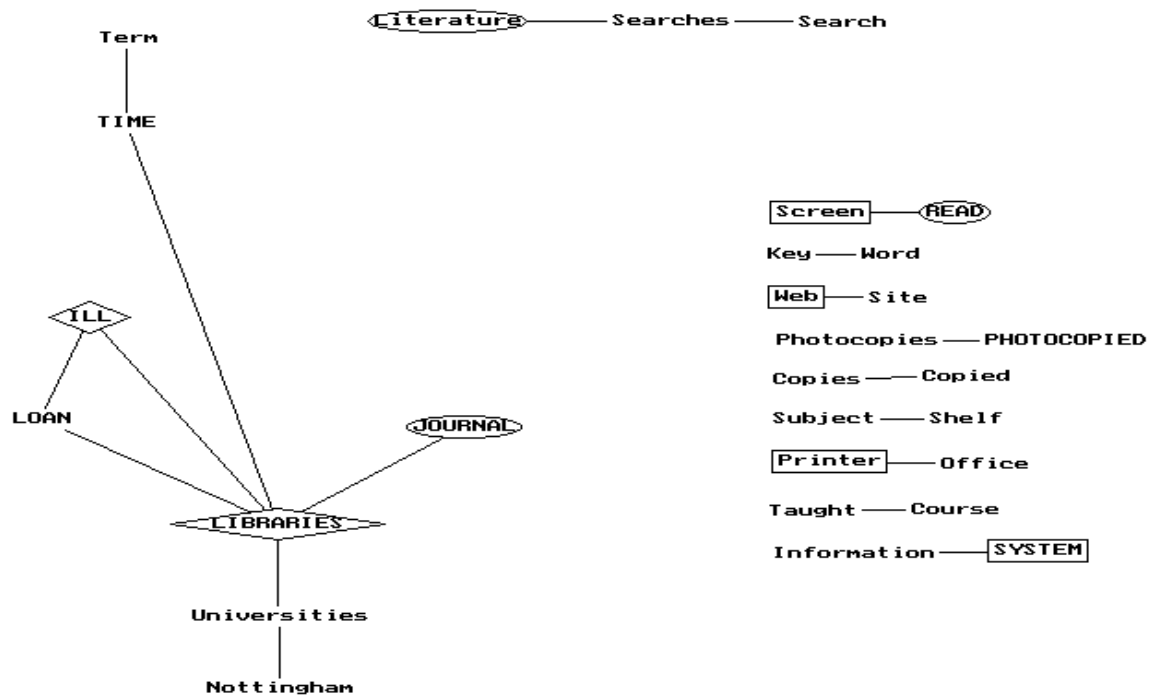 Literature Searches Search
Term
TIME
Screen READ
Key Word
Web Site
ILL
Photocopies PHOTOCOPIED
Copies Copied
LOAN
Subject Shelf
JOURNAL
Printer Office
Taught Course
LIBRARIES
Information SYSTEM
Universities
Nottingham